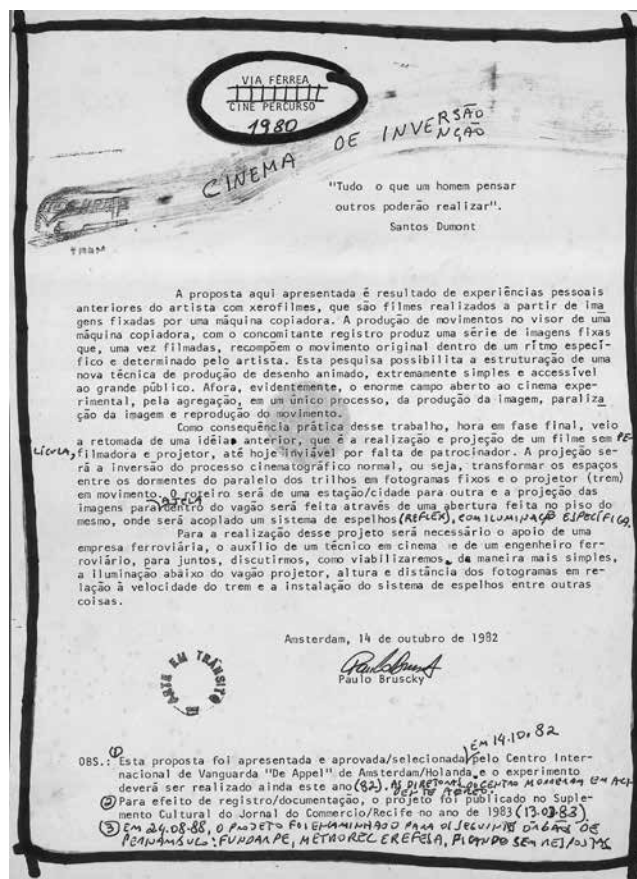 VIA FÉRREA
CINE PERCURSO
1980
CINEMA DE INVERSÃO
NÇÃO
"Tudo o que um homem pensar
outros poderão realizar".
Santos Dumont
A proposta aqui apresentada é resultado de experiências pessoais
anteriores do artista com xerofilmes, que são filmes realizados a partir de ima
gens fixadas por uma máquina copiadora. A produção de movimentos no visor de uma
máquina copiadora, com o concomitante registro produz uma série de imagens fixas
que, uma vez filmadas, recompõem o movimento original dentro de um rítmo especí-
fico e determinado pelo artista. Esta pesquisa possibilita a estruturação de uma
nova técnica de produção de desenho animado, extremamente simples e accessível
ao grande público. Afora, evidentemente, o enorme campo aberto ao cinema expe-
rimental, pela agregação, em um único processo, da produção da imagem, paraliza
ção da imagem e reprodução do movimento.
Como consequência prática desse trabalho, hora em fase final, veio
a retomada de uma idéia anterior, que é a realização e projeção de um filme sem PE-
LÍCULA, filmadora e projetor, até hoje inviável por falta de patrocinador. A projeção se-
rá a inversão do processo cinematográfico normal, ou seja, transformar os espaços
entre os dormentes do paralelo dos trilhos em fotogramas fixos e o projetor (trem)
em movimento. O roteiro será de uma estação/cidade para outra e a projeção das
imagens para dentro do vagão será feita através de uma abertura feita no piso do
mesmo, onde será acoplado um sistema de espelhos (REFLEX), COM ILUMINAÇÃO ESPECÍFICA.
Para a realização desse projeto será necessário o apoio de uma
empresa ferroviária, o auxílio de um técnico em cinema e de um engenheiro fer-
roviário, para juntos, discutirmos, como viabilizaremos, da maneira mais simples,
a iluminação abaixo do vagão projetor, altura e distância dos fotogramas em re-
lação à velocidade do trem e a instalação do sistema de espelhos entre outras
coisas.
Amsterdam, 14 de outubro de 1982
Paulo Bruscky
Paulo Bruscky
ARTE EM TRÂNSITO
EM 14.10.82
OBS.: (1) Esta proposta foi apresentada e aprovada/selecionada pelo Centro Inter-
nacional de Vanguarda "De Appel" de Amsterdam/Holanda e o experimento
deverá ser realizado ainda este ano (82). AS DIRETORAS DO CENTRO MORRERAM EM ACI-
DENTE AÉREO.
(2) Para efeito de registro/documentação, o projeto foi publicado no Suple-
mento Cultural do Jornal do Commercio/Recife no ano de 1983 (13.03.83)
(3) EM 24.08.88, O PROJETO FOI ENCAMINHADO PARA OS SEGUINTES ÓRGÃOS DE
PERNAMBUCO: FUNDARPE, METROREC E REFESA, FICANDO SEM RESPOSTAS